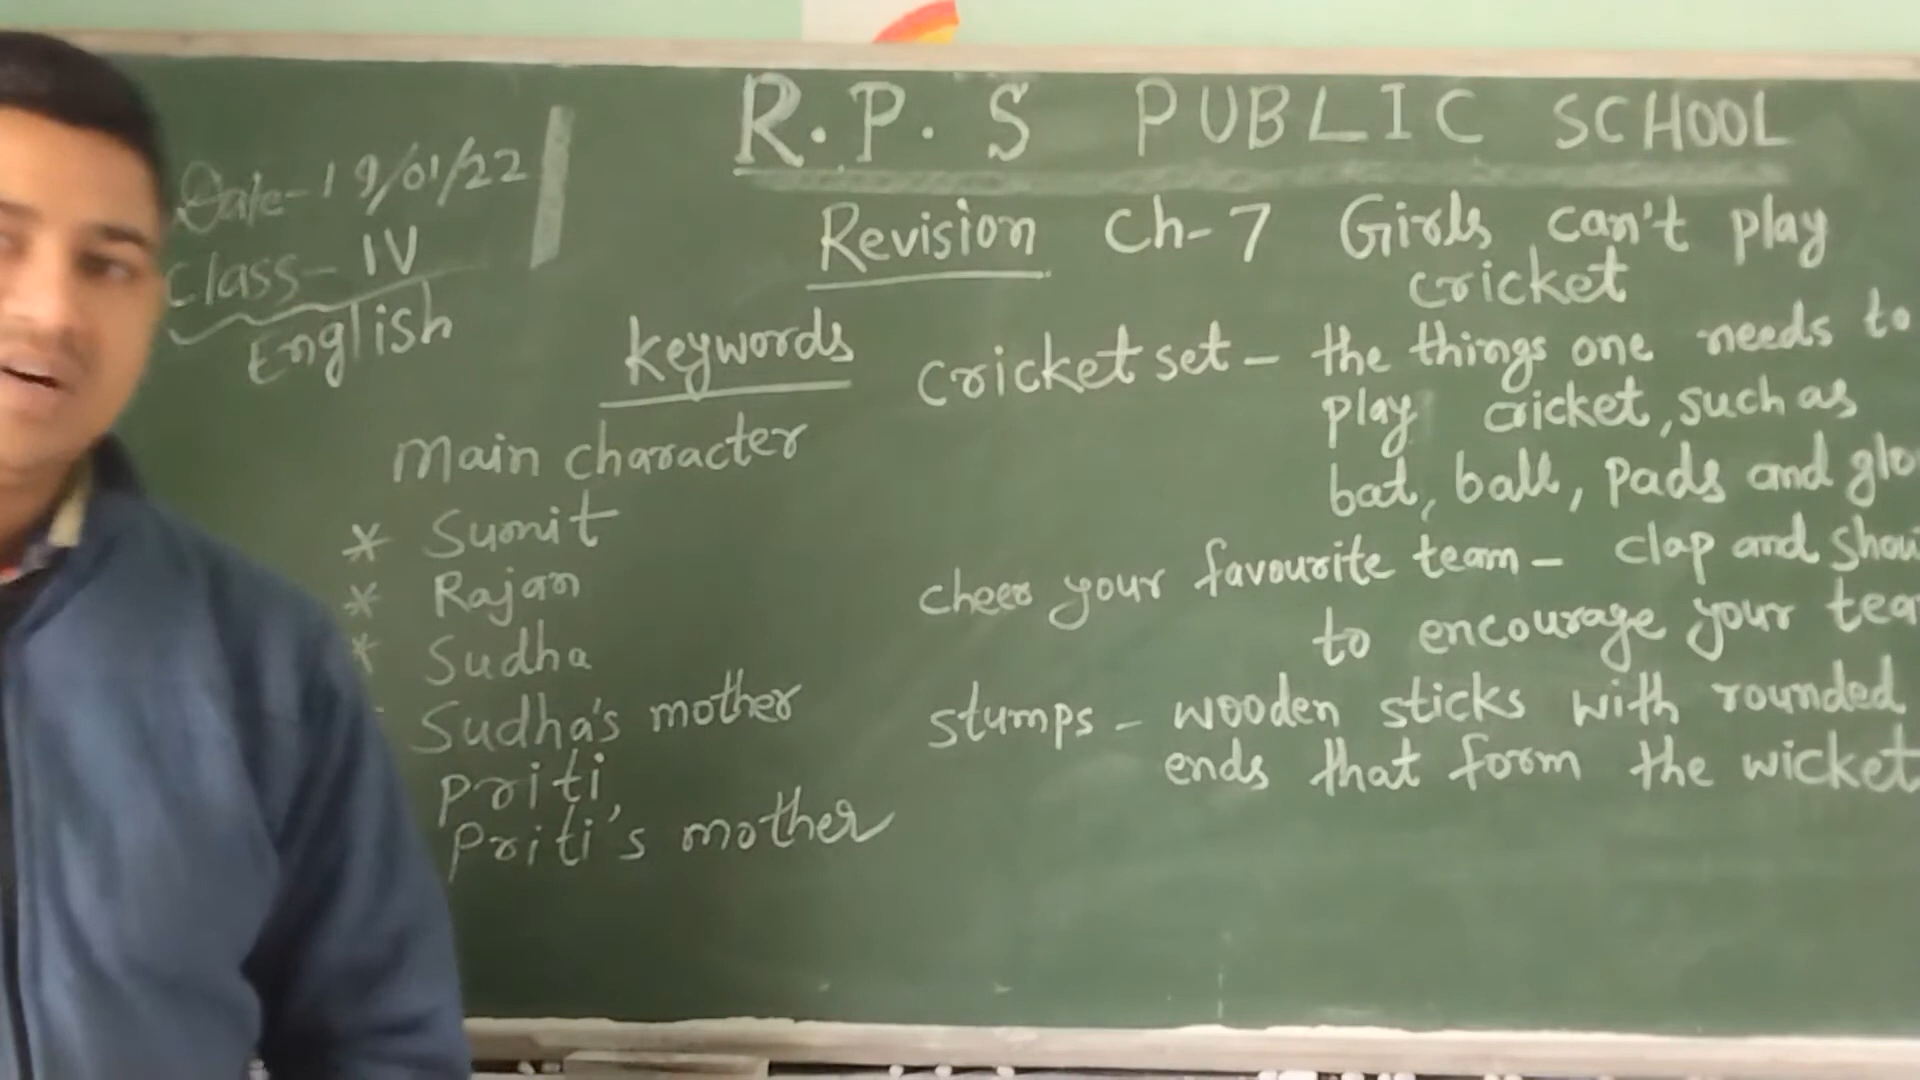 R.P.S PUBLIC SCHOOL
Date-19/01/22
Class-IV
English
Revision Ch-7 Girls can't play
cricket
keywords
Main character
* Sumit
* Rajan
* Sudha
Sudha's mother
Priti
Priti's mother
cricket set - the things one needs to
play cricket, such as
bat, ball, pads and glo
cheer your favourite team - clap and shou
to encourage your tea
stumps - wooden sticks with rounded
ends that form the wicket